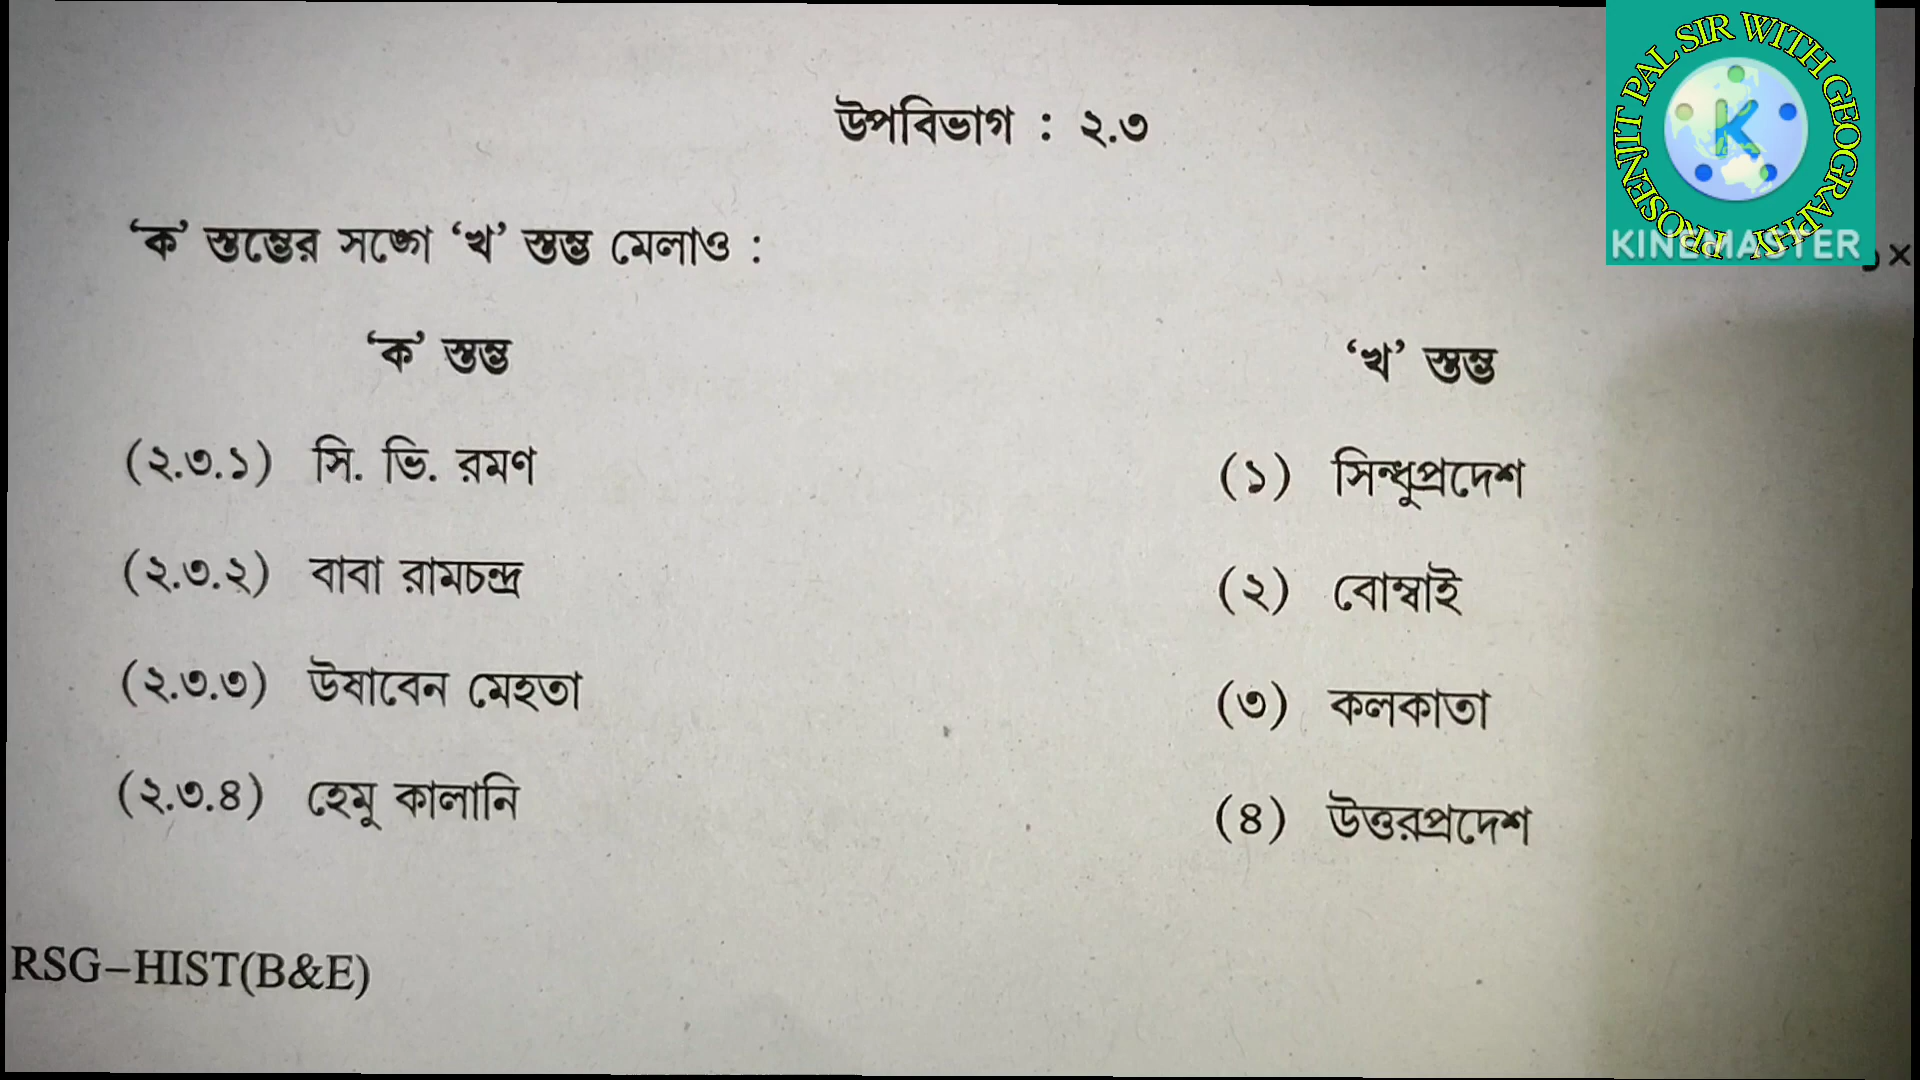 PROSENJIT PAL SIR WITH GEOGRAPHY
K
KINEMASTER
উপবিভাগ : ২.৩
‘ক’ স্তম্ভের সঙ্গে ‘খ’ স্তম্ভ মেলাও : ×
‘ক’ স্তম্ভ ‘খ’ স্তম্ভ
(২.৩.১) সি. ভি. রমণ (১) সিন্ধুপ্রদেশ
(২.৩.২) বাবা রামচন্দ্র (২) বোম্বাই
(২.৩.৩) উষাবেন মেহতা (৩) কলকাতা
(২.৩.৪) হেমু কালানি (৪) উত্তরপ্রদেশ
RSG–HIST(B&E)